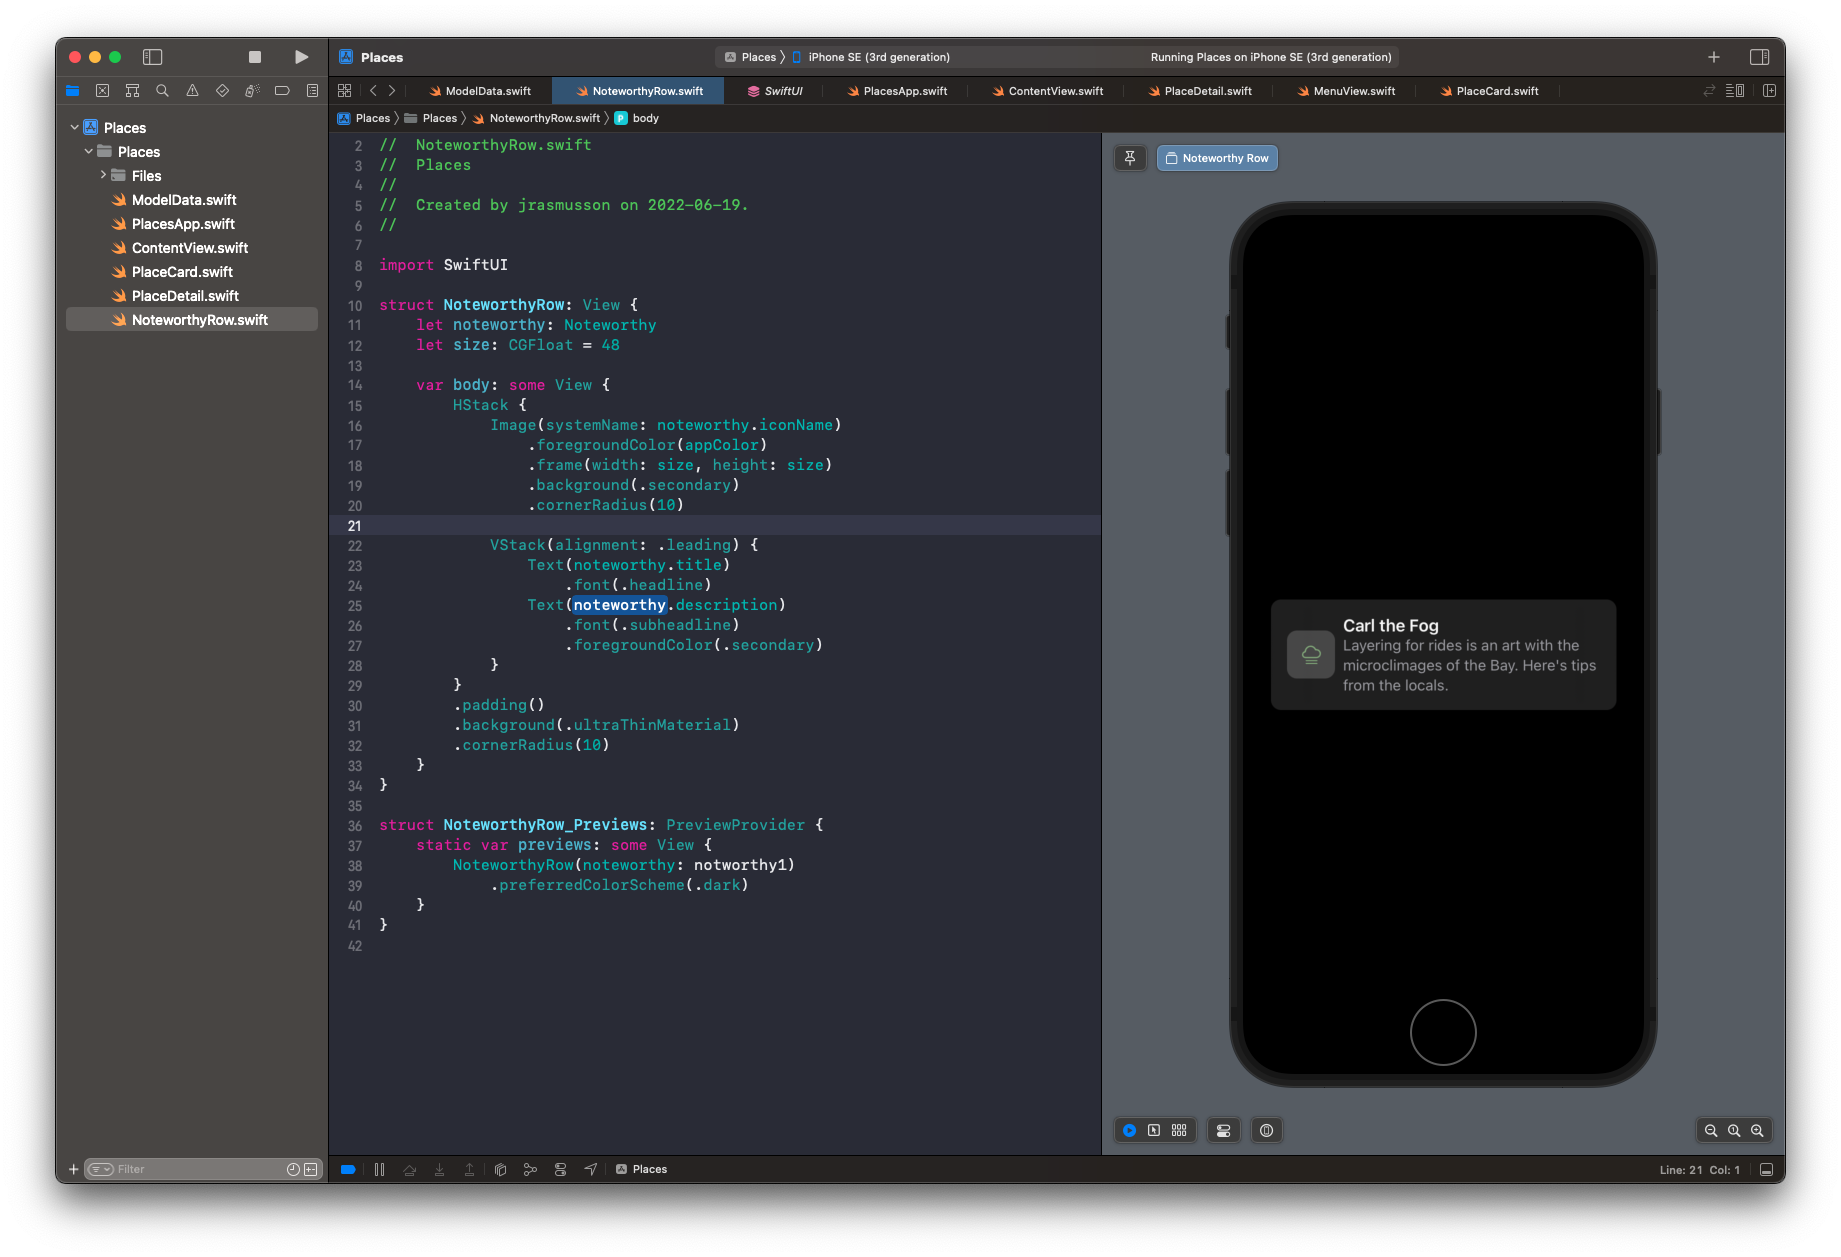 Places
Places
iPhone SE (3rd generation)
Running Places on iPhone SE (3rd generation)
ModelData.swift
NoteworthyRow.swift
SwiftUI
PlacesApp.swift
ContentView.swift
PlaceDetail.swift
MenuView.swift
PlaceCard.swift
Places
Places
NoteworthyRow.swift
P body
Places
Places
Files
ModelData.swift
PlacesApp.swift
ContentView.swift
PlaceCard.swift
PlaceDetail.swift
NoteworthyRow.swift
2 //  NoteworthyRow.swift
3 //  Places
4 //
5 //  Created by jrasmusson on 2022-06-19.
6 //
7
8 import SwiftUI
9
10 struct NoteworthyRow: View {
11     let noteworthy: Noteworthy
12     let size: CGFloat = 48
13
14     var body: some View {
15         HStack {
16             Image(systemName: noteworthy.iconName)
17                 .foregroundColor(appColor)
18                 .frame(width: size, height: size)
19                 .background(.secondary)
20                 .cornerRadius(10)
21
22             VStack(alignment: .leading) {
23                 Text(noteworthy.title)
24                     .font(.headline)
25                 Text(noteworthy.description)
26                     .font(.subheadline)
27                     .foregroundColor(.secondary)
28             }
29         }
30         .padding()
31         .background(.ultraThinMaterial)
32         .cornerRadius(10)
33     }
34 }
35
36 struct NoteworthyRow_Previews: PreviewProvider {
37     static var previews: some View {
38         NoteworthyRow(noteworthy: notworthy1)
39             .preferredColorScheme(.dark)
40     }
41 }
42
Noteworthy Row
Carl the Fog
Layering for rides is an art with the
microclimages of the Bay. Here's tips
from the locals.
Filter
Places
Line: 21 Col: 1